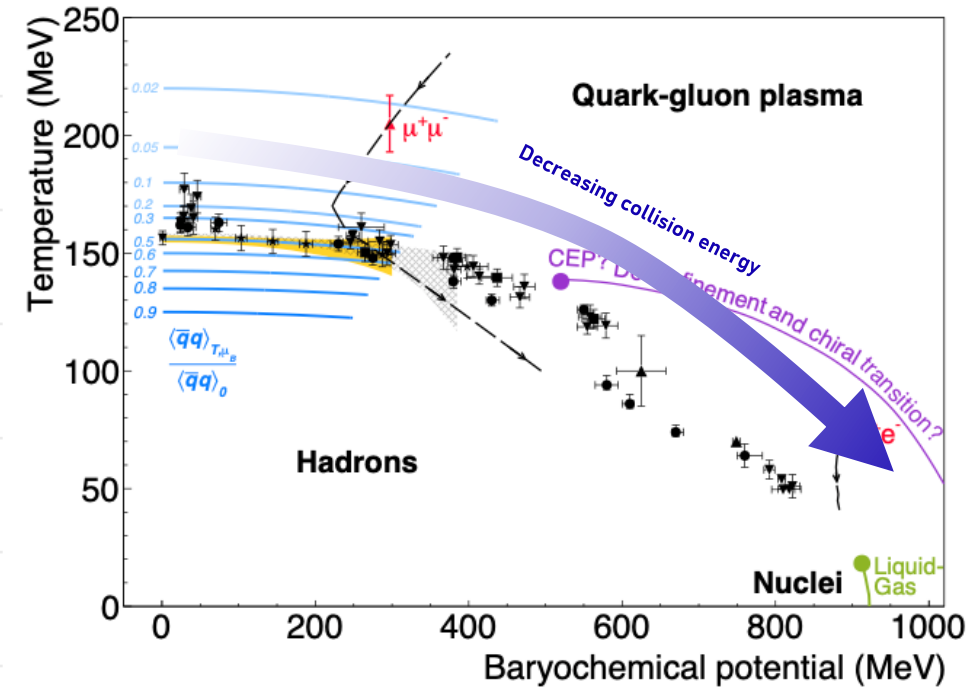 250
200
150
100
50
0
Temperature (MeV)
0.02
0.05
0.1
0.2
0.3
0.5
0.6
0.7
0.8
0.9
⟨q̅q⟩T,μB
⟨q̅q⟩0
μ⁺μ⁻
Quark-gluon plasma
Decreasing collision energy
CEP? finement and chiral transition?
e⁻
Hadrons
Nuclei
Liquid-
Gas
0 200 400 600 800 1000
Baryochemical potential (MeV)